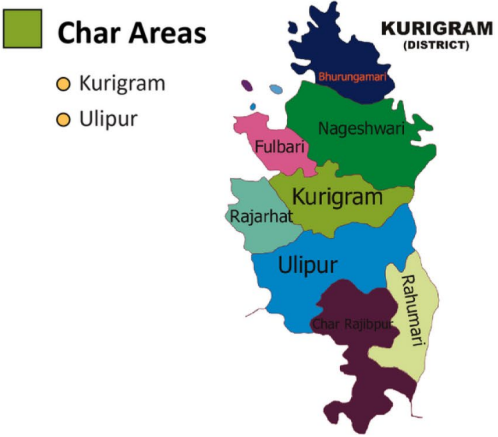 Char Areas
Kurigram
Ulipur
KURIGRAM
(DISTRICT)
Bhurungamari
Nageshwari
Fulbari
Kurigram
Rajarhat
Ulipur
Rahumari
Char Rajibpur